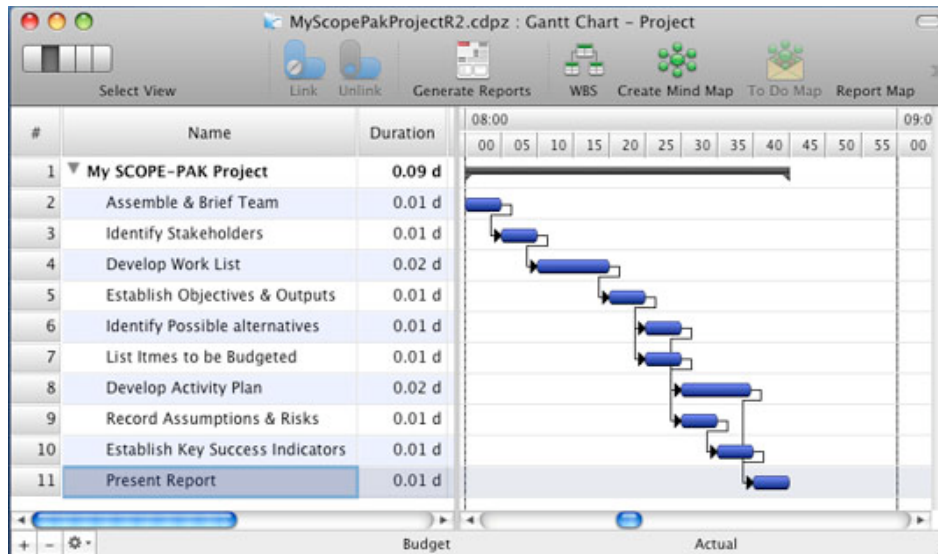 MyScopePakProjectR2.cdpz : Gantt Chart - Project
Select View Link Unlink Generate Reports WBS Create Mind Map To Do Map Report Map
# Name Duration 08:00 09:0
00 05 10 15 20 25 30 35 40 45 50 55 00
1 My SCOPE-PAK Project 0.09 d
2 Assemble & Brief Team 0.01 d
3 Identify Stakeholders 0.01 d
4 Develop Work List 0.02 d
5 Establish Objectives & Outputs 0.01 d
6 Identify Possible alternatives 0.01 d
7 List Itmes to be Budgeted 0.01 d
8 Develop Activity Plan 0.02 d
9 Record Assumptions & Risks 0.01 d
10 Establish Key Success Indicators 0.01 d
11 Present Report 0.01 d
+ - Budget Actual